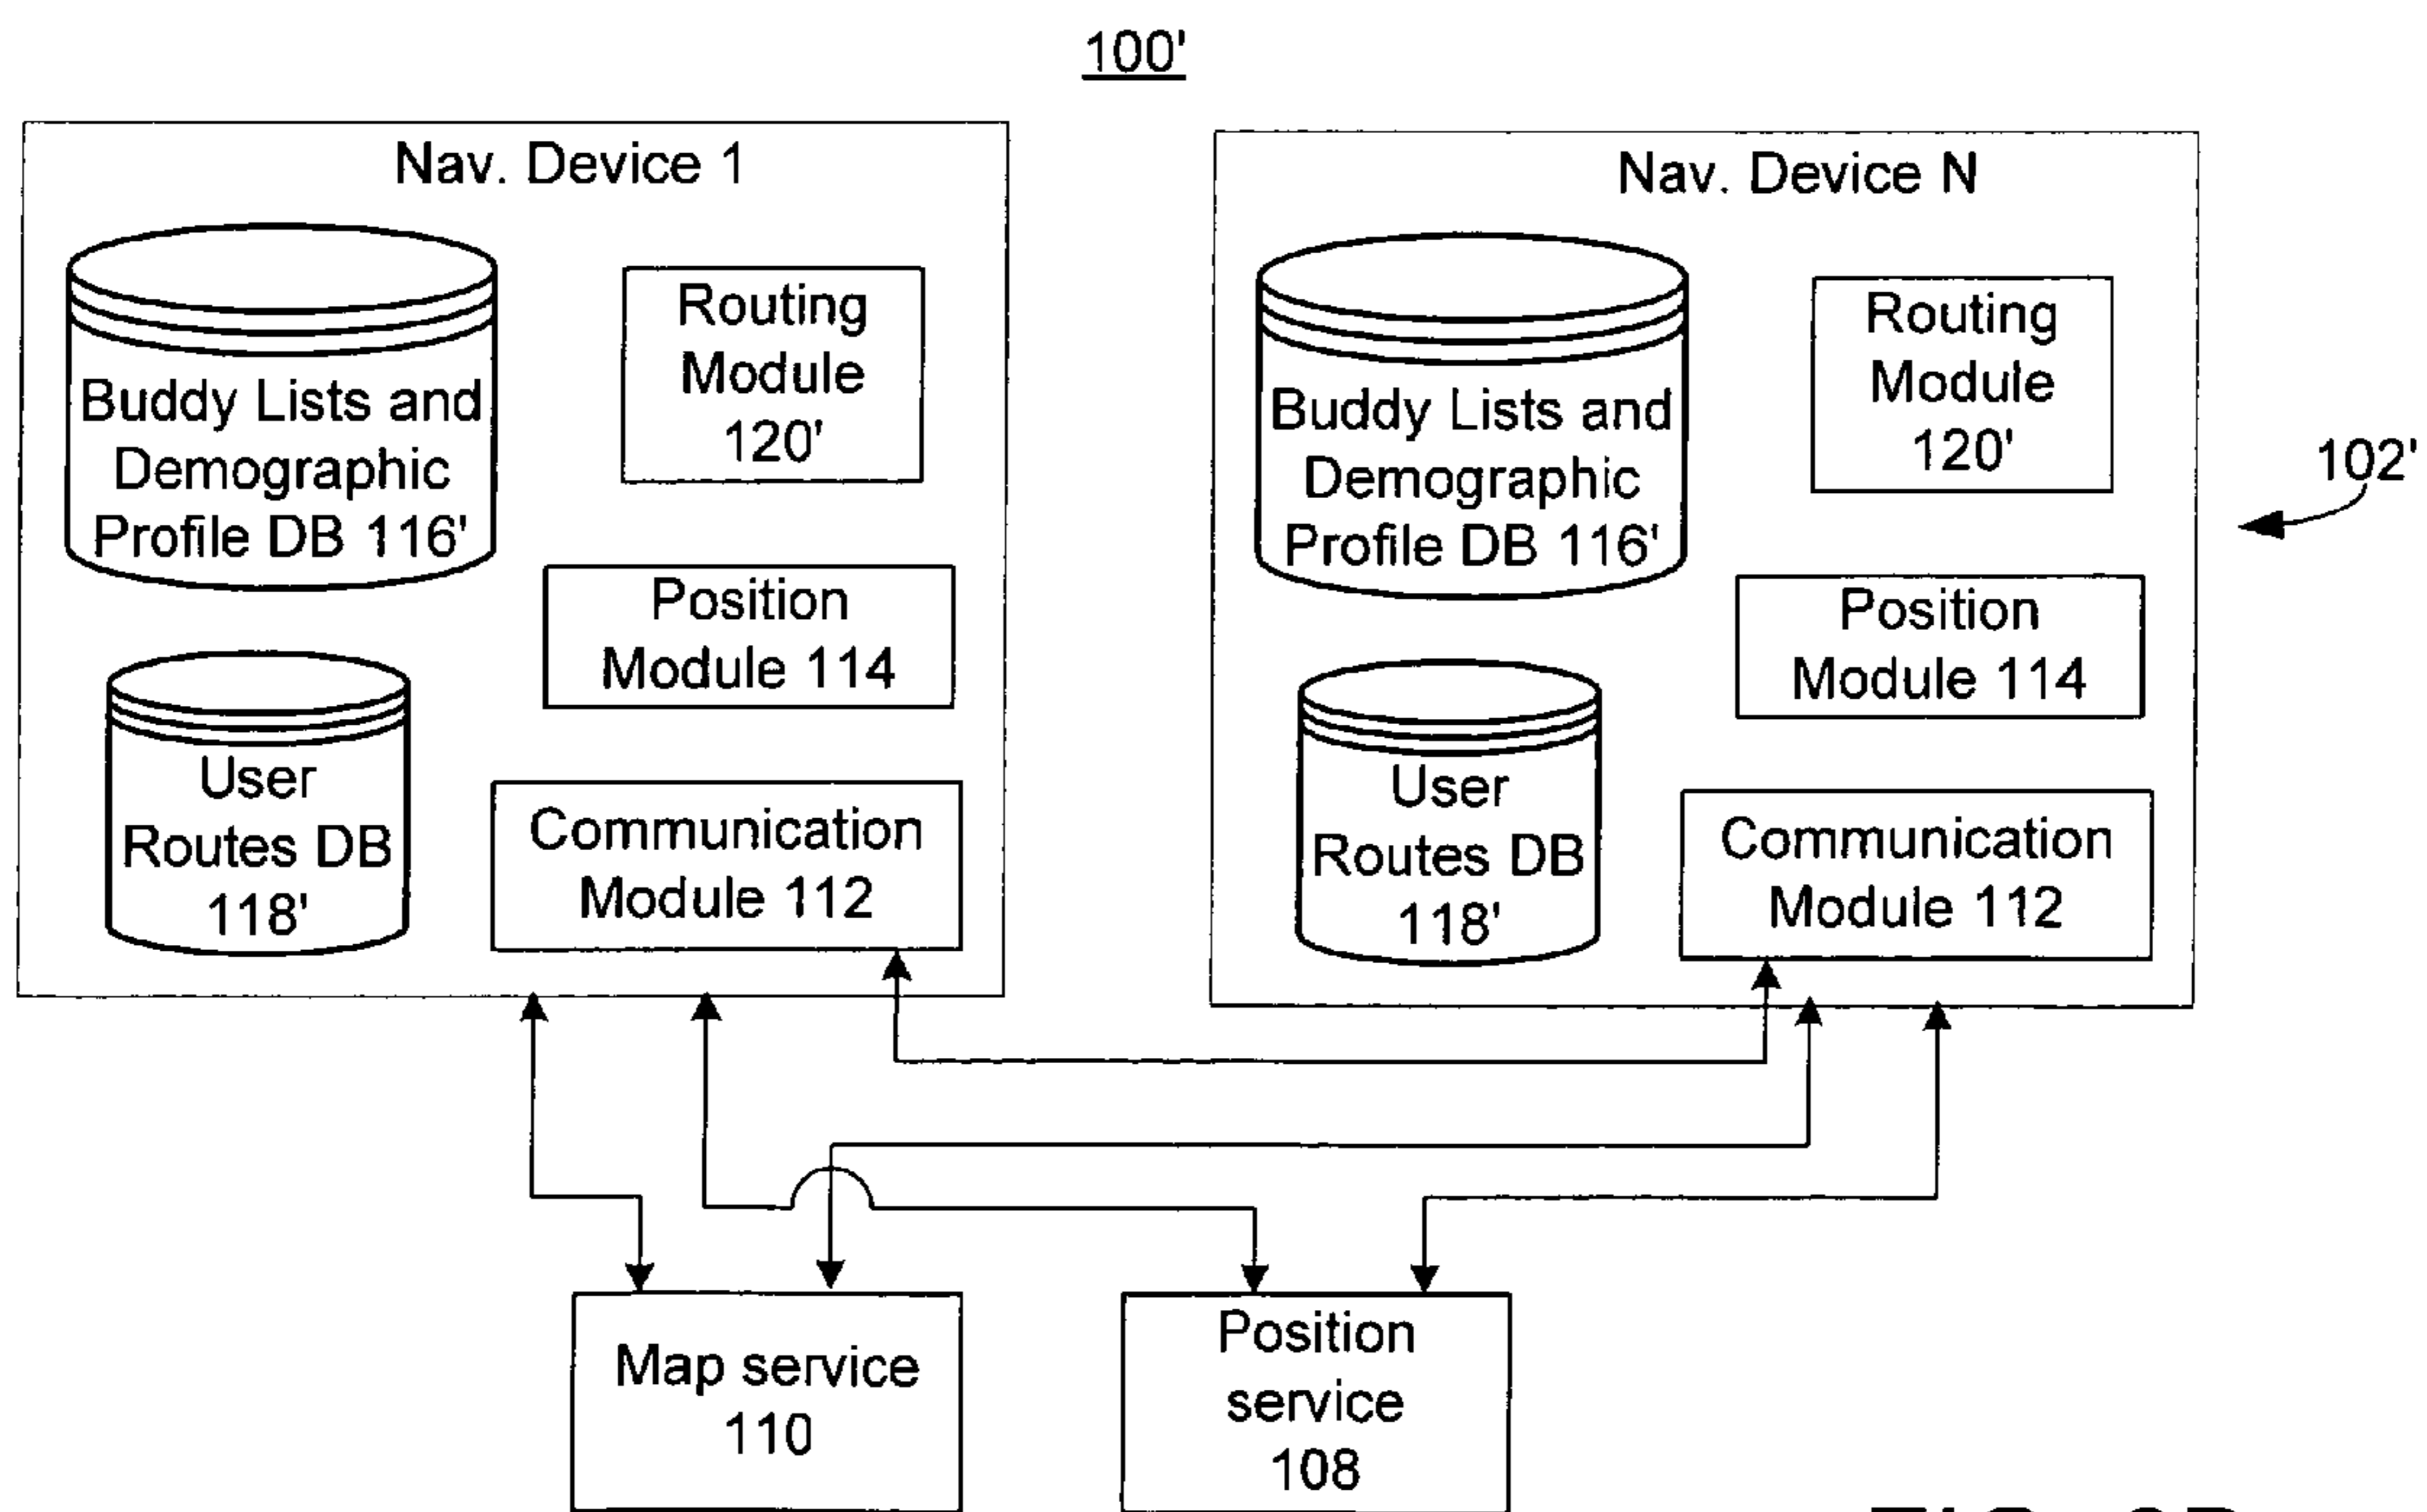 100'
Nav. Device 1
Buddy Lists and
Demographic
Profile DB 116'
Routing
Module
120'
Position
Module 114
User
Routes DB
118'
Communication
Module 112
Nav. Device N
Buddy Lists and
Demographic
Profile DB 116'
Routing
Module
120'
102'
Position
Module 114
User
Routes DB
118'
Communication
Module 112
Map service
110
Position
service
108